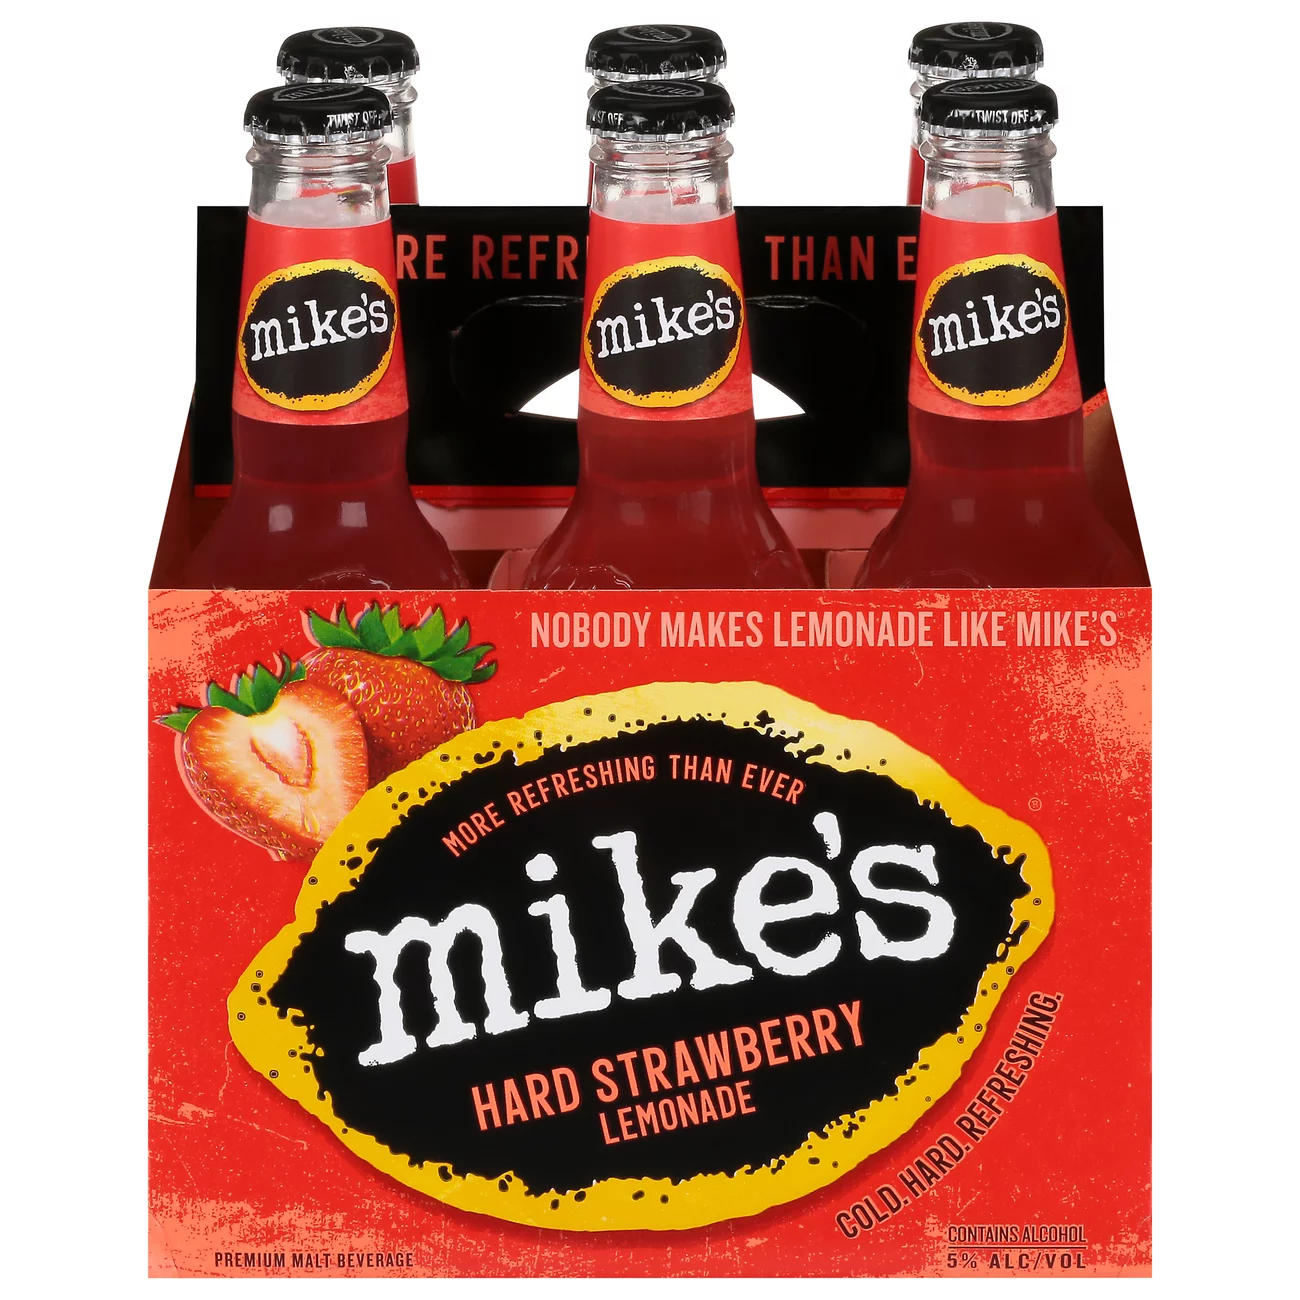 TWIST OFF
IST OFF
TWIST OFF
RE REFR THAN E
mike's
mike's
mike's
NOBODY MAKES LEMONADE LIKE MIKE'S
MORE REFRESHING THAN EVER
®
mike's
HARD STRAWBERRY
LEMONADE
COLD. HARD. REFRESHING.
CONTAINS ALCOHOL
5% ALC/VOL
PREMIUM MALT BEVERAGE